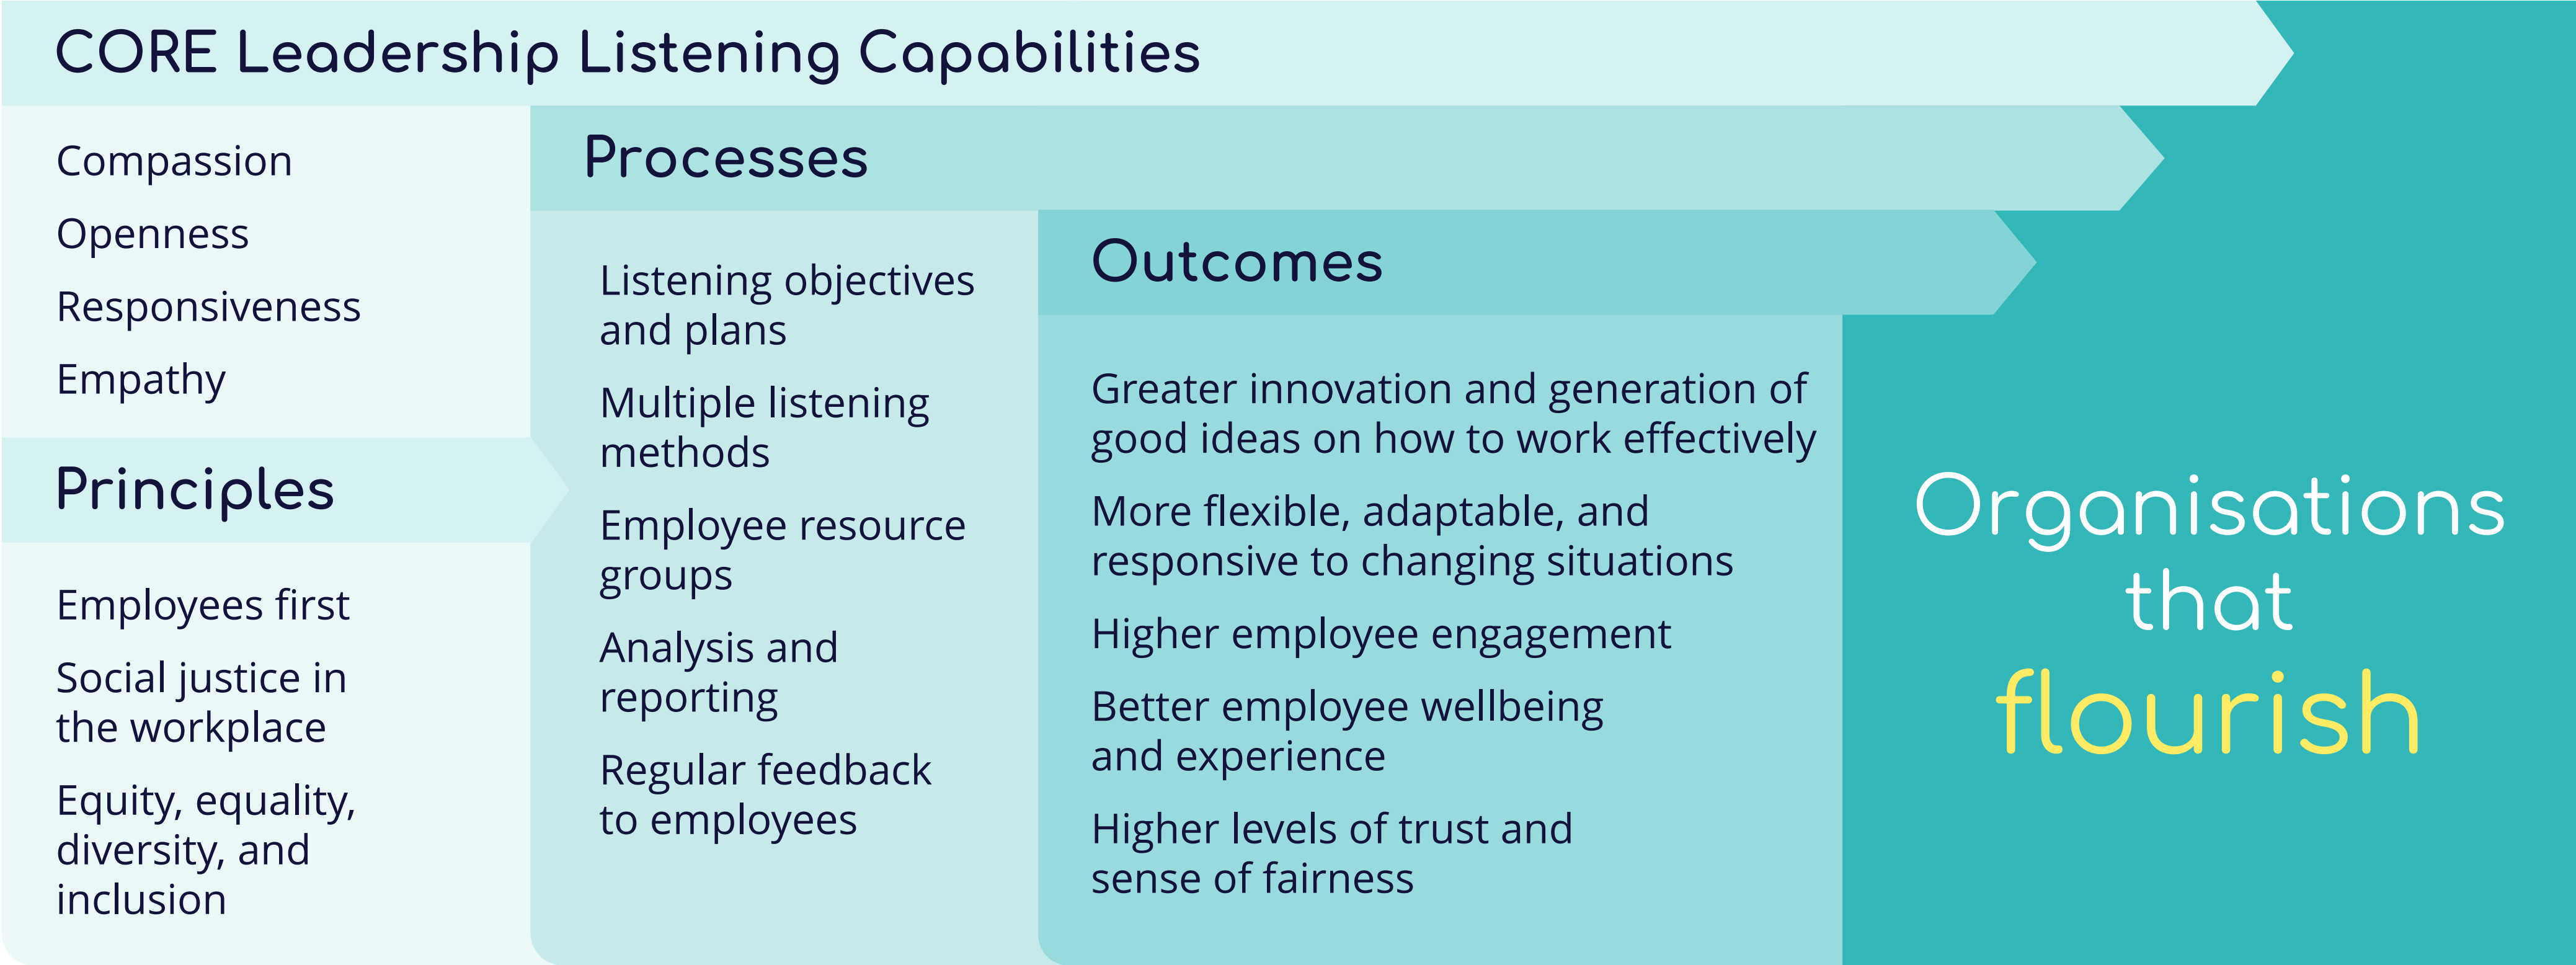 CORE Leadership Listening Capabilities
Compassion
Openness
Responsiveness
Empathy
Principles
Employees first
Social justice in
the workplace
Equity, equality,
diversity, and
inclusion
Processes
Listening objectives
and plans
Multiple listening
methods
Employee resource
groups
Analysis and
reporting
Regular feedback
to employees
Outcomes
Greater innovation and generation of
good ideas on how to work effectively
More flexible, adaptable, and
responsive to changing situations
Higher employee engagement
Better employee wellbeing
and experience
Higher levels of trust and
sense of fairness
Organisations
that
flourish